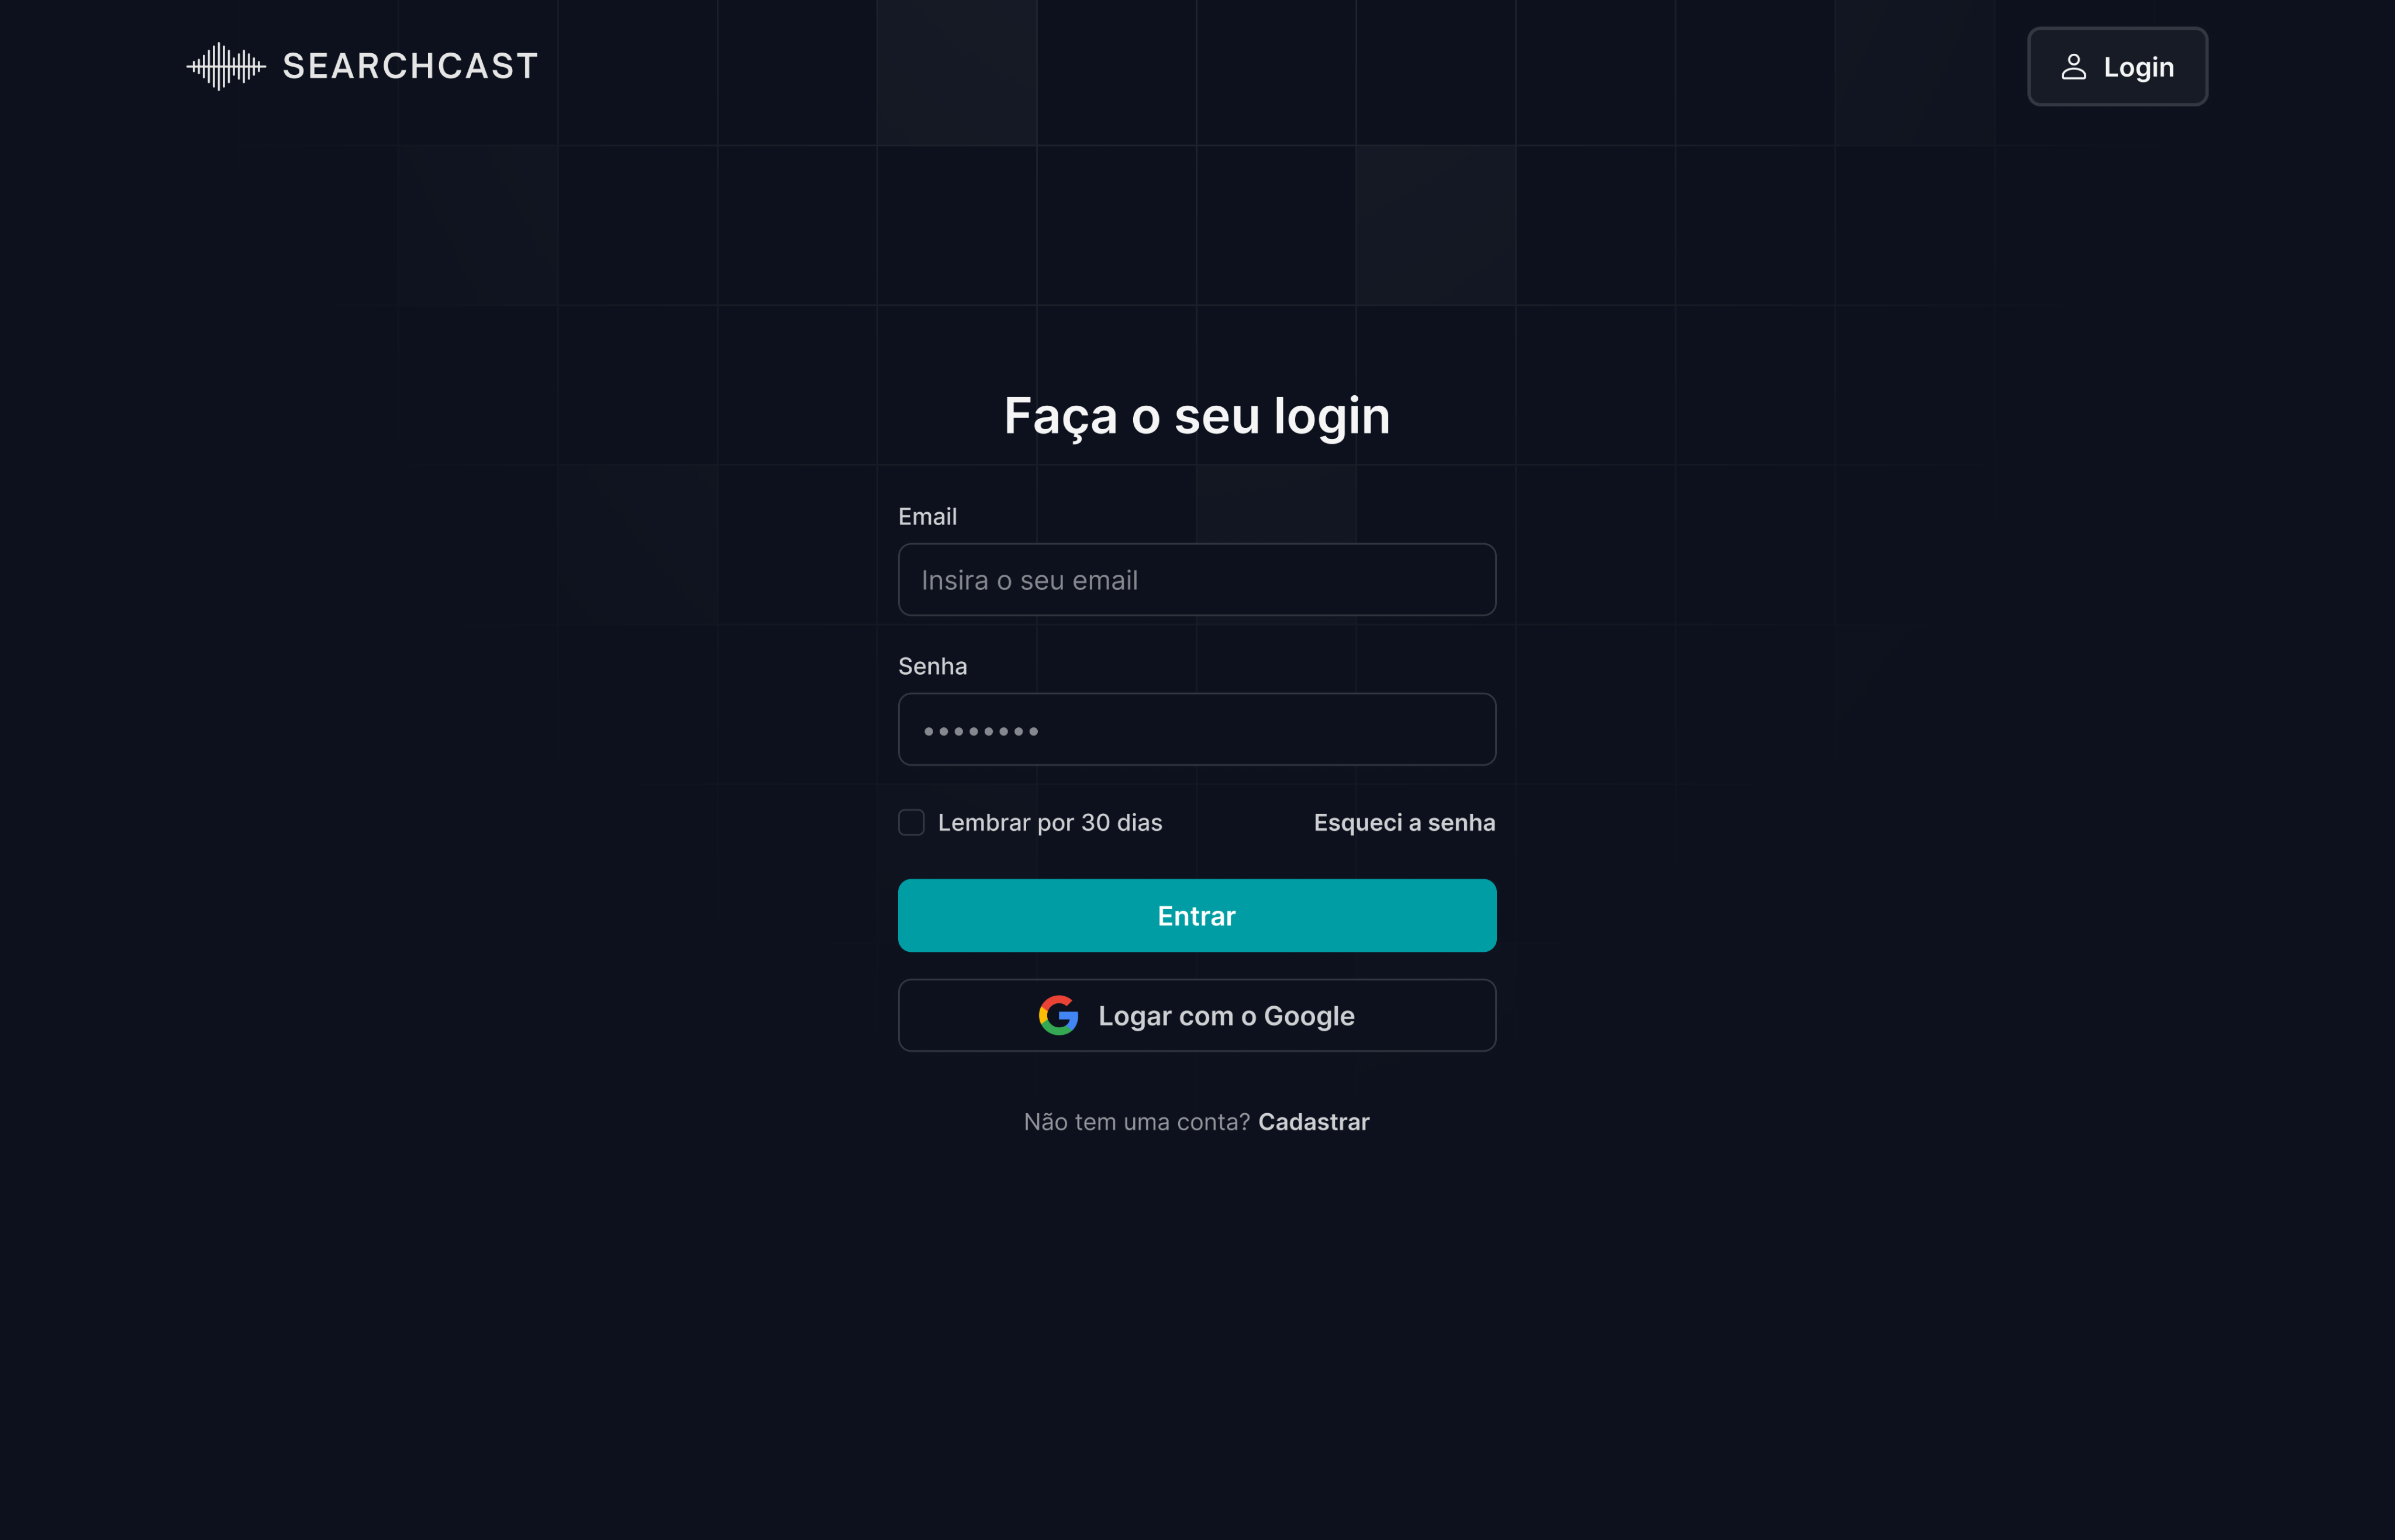 SEARCHCAST
Login
Faça o seu login
Email
Insira o seu email
Senha
••••••••
Lembrar por 30 dias
Esqueci a senha
Entrar
Logar com o Google
Não tem uma conta? Cadastrar